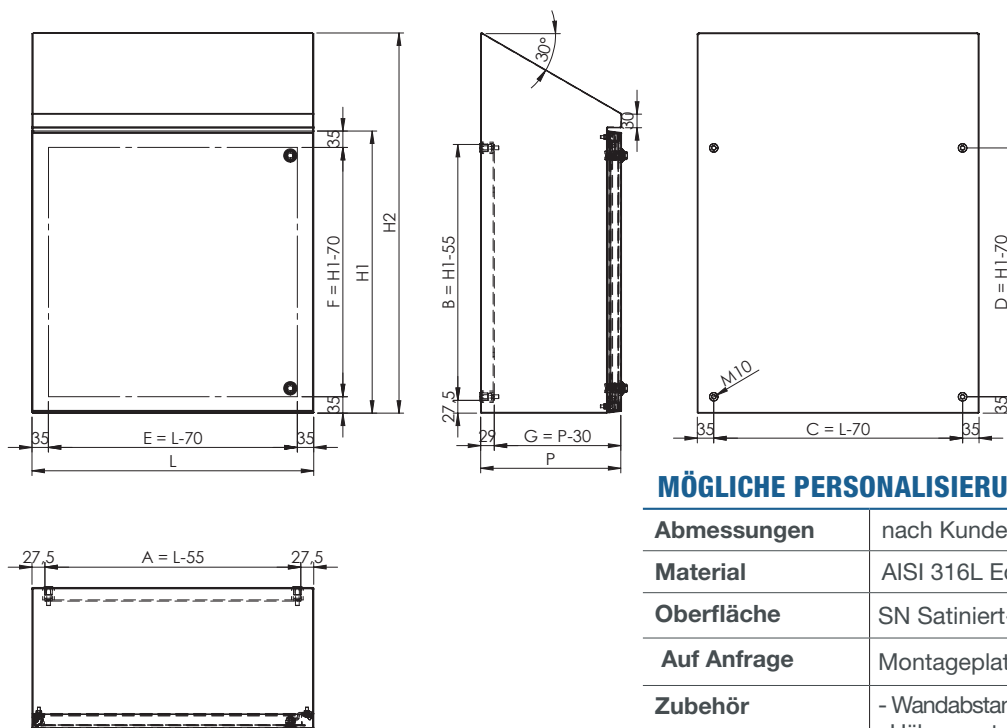 30°
30
35
H2
F = H1-70
H1
35
35
E = L-70
35
L
B = H1-55
27,5
29
G = P-30
P
M10
D = H1-70
35
35
C = L-70
35
27,5
A = L-55
27,5
MÖGLICHE PERSONALISIERU
Abmessungen nach Kunde
Material AISI 316L E
Oberfläche SN Satiniert
Auf Anfrage Montageplat
Zubehör - Wandabsta